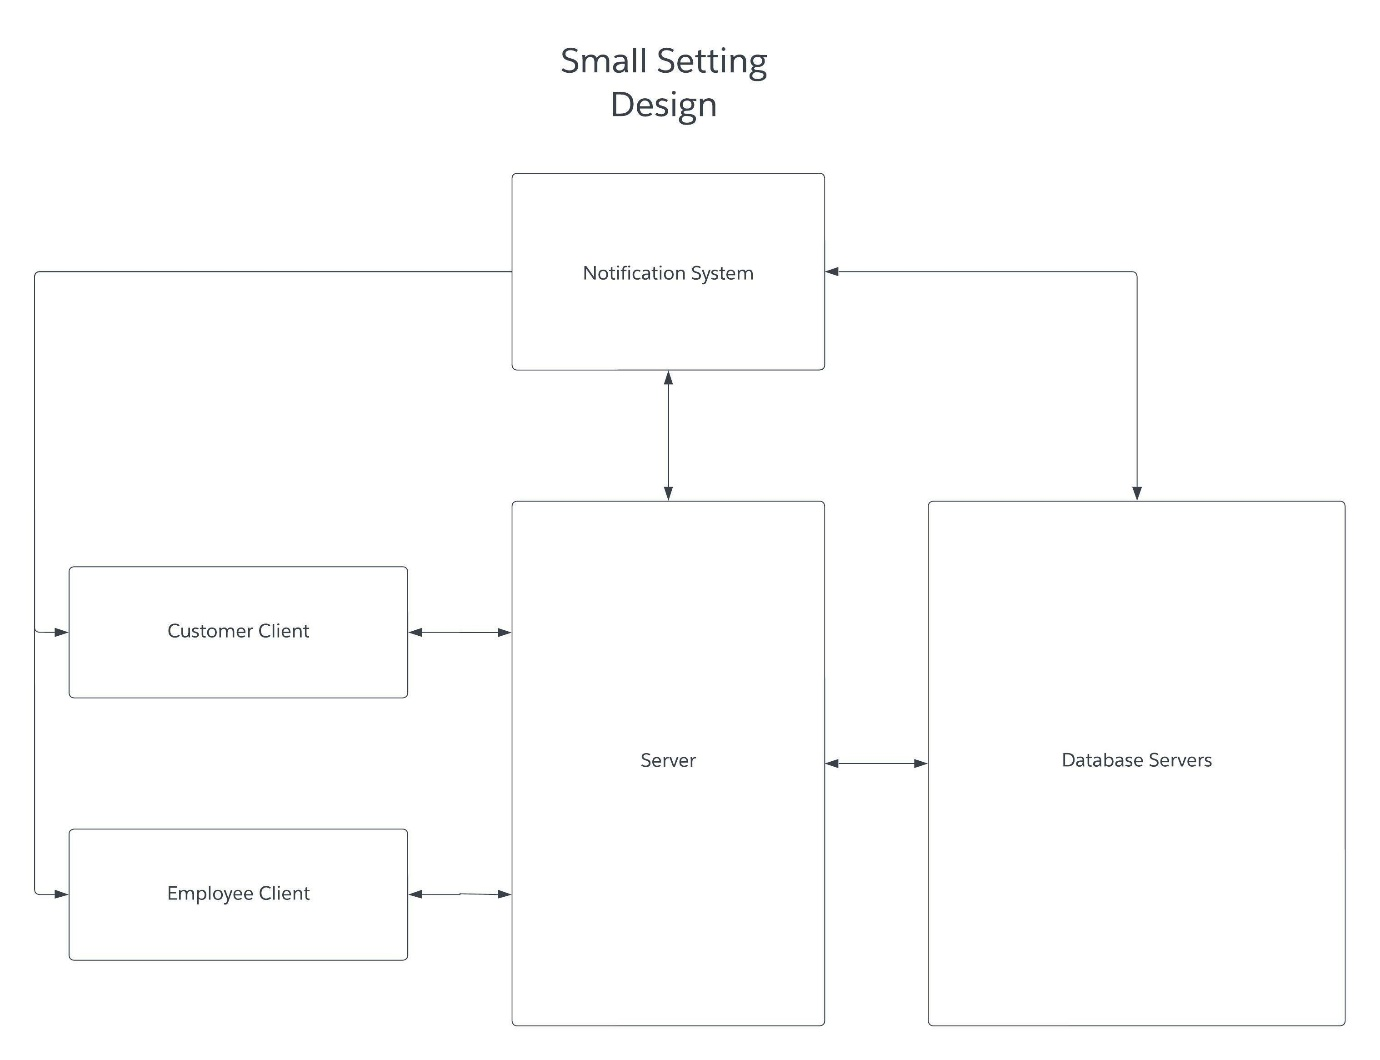 Small Setting
Design
Notification System
Customer Client
Server
Database Servers
Employee Client